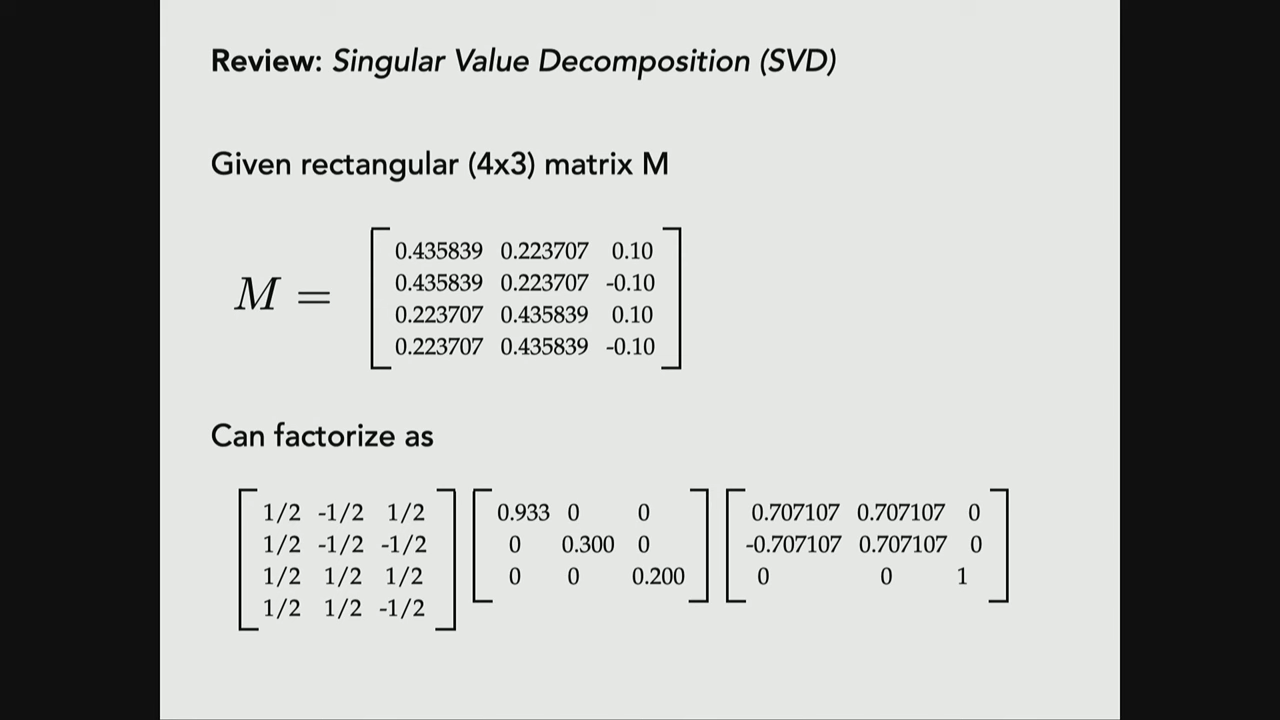 Review: Singular Value Decomposition (SVD)
Given rectangular (4x3) matrix M
M =
0.435839 0.223707 0.10
0.435839 0.223707 -0.10
0.223707 0.435839 0.10
0.223707 0.435839 -0.10
Can factorize as
1/2 -1/2 1/2 0.933 0 0 0.707107 0.707107 0
1/2 -1/2 -1/2 0 0.300 0 -0.707107 0.707107 0
1/2 1/2 1/2 0 0 0.200 0 0 1
1/2 1/2 -1/2